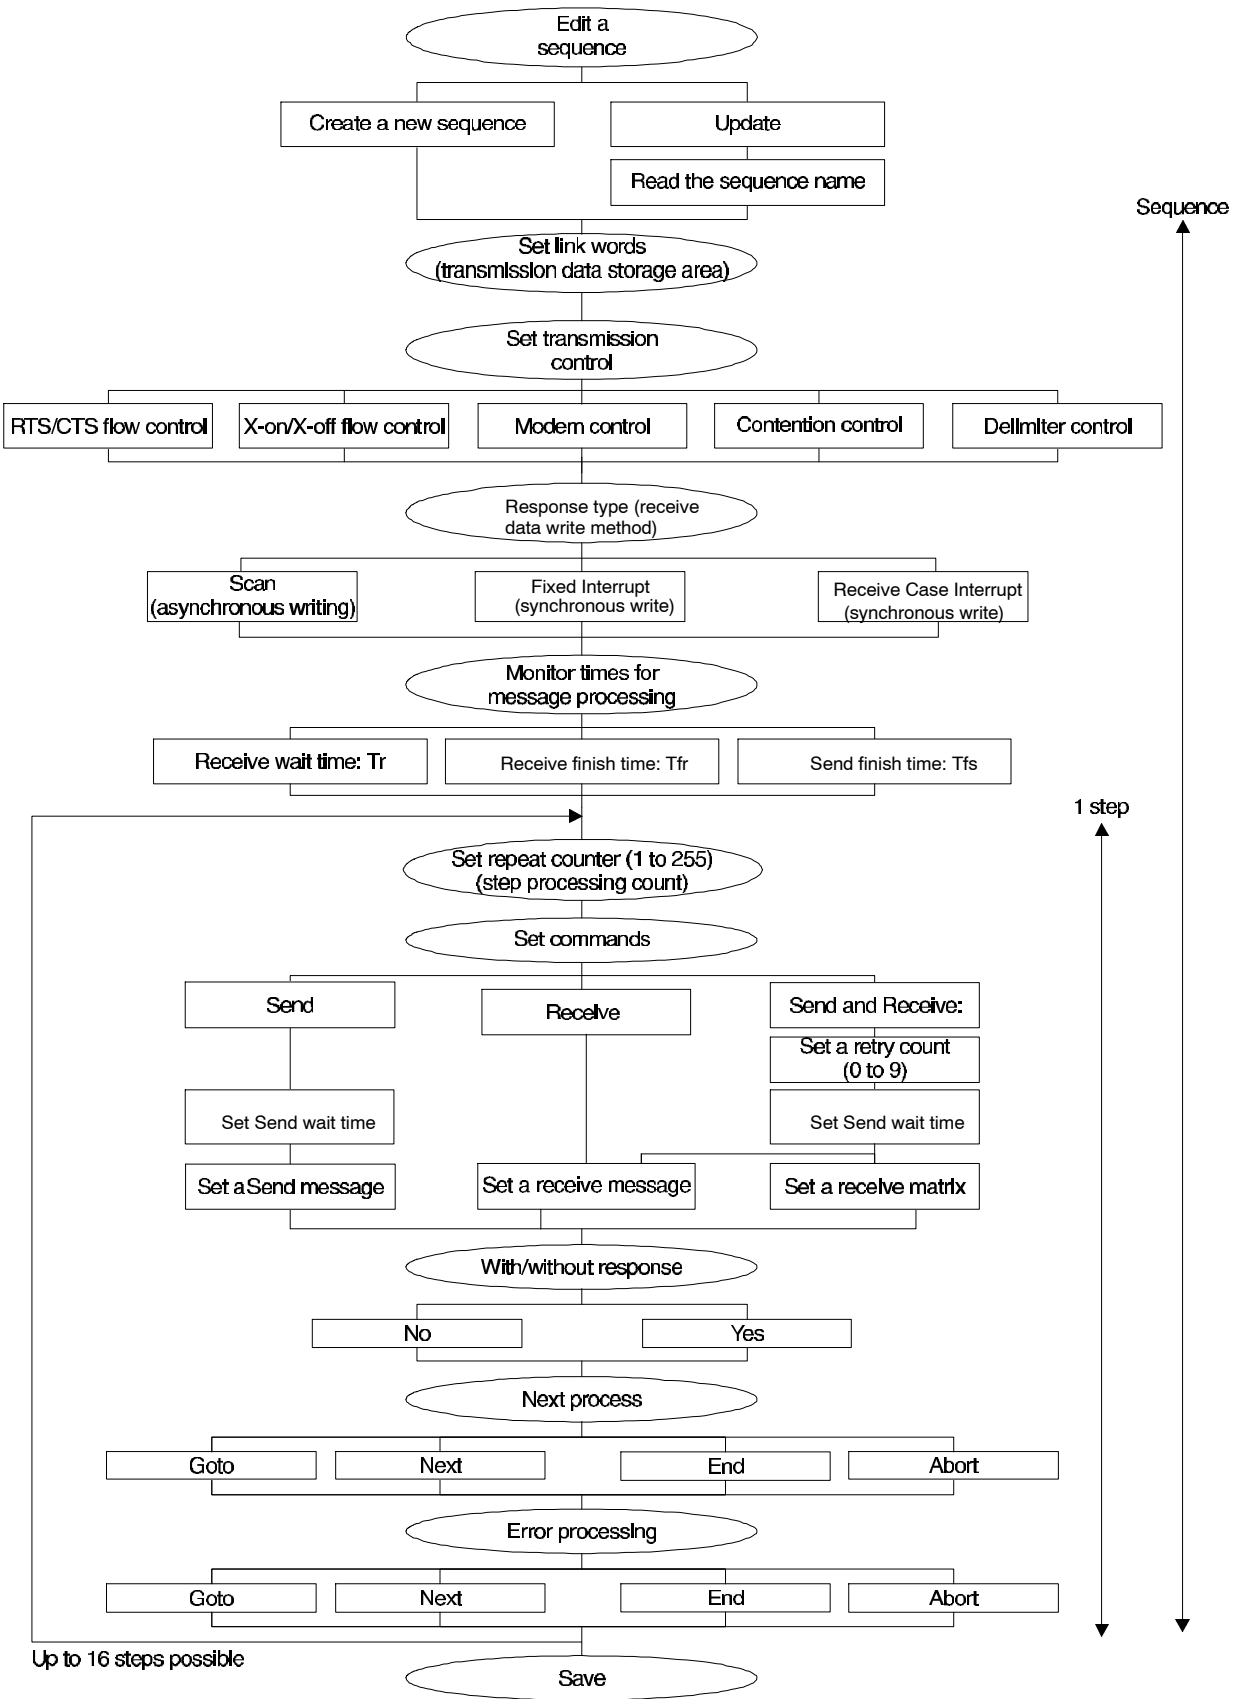 Edit a
sequence
Create a new sequence
Update
Read the sequence name
Sequence
Set link words
(transmission data storage area)
Set transmission
control
RTS/CTS flow control
X-on/X-off flow control
Modem control
Contention control
Delimiter control
Response type (receive
data write method)
Scan
(asynchronous writing)
Fixed Interrupt
(synchronous write)
Receive Case Interrupt
(synchronous write)
Monitor times for
message processing
Receive wait time: Tr
Receive finish time: Tfr
Send finish time: Tfs
1 step
Set repeat counter (1 to 255)
(step processing count)
Set commands
Send
Receive
Send and Receive:
Set a retry count
(0 to 9)
Set Send wait time
Set Send wait time
Set a Send message
Set a receive message
Set a receive matrix
With/without response
No
Yes
Next process
Goto
Next
End
Abort
Error processing
Goto
Next
End
Abort
Up to 16 steps possible
Save